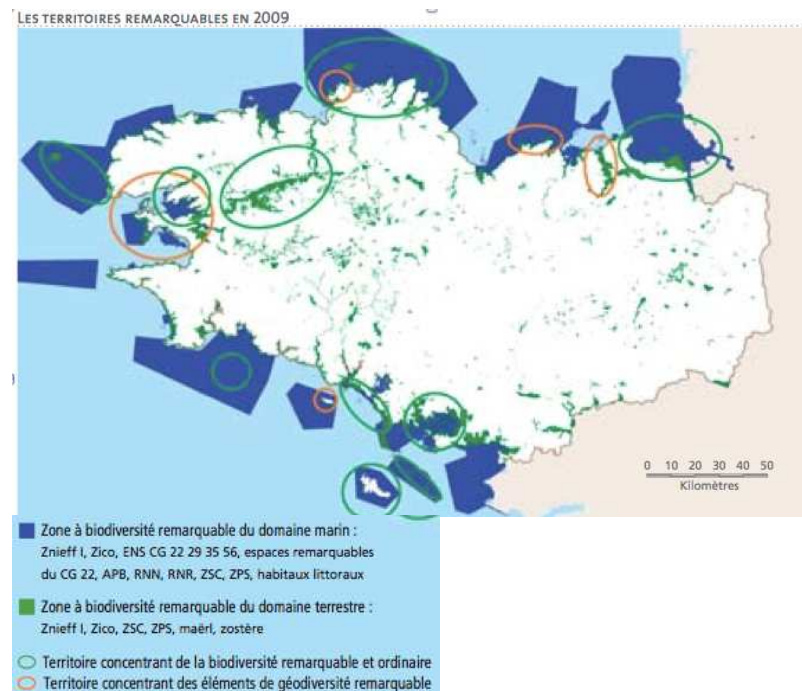 LES TERRITOIRES REMARQUABLES EN 2009
0 10 20 30 40 50
Kilomètres
Zone à biodiversité remarquable du domaine marin :
Znieff I, Zico, ENS CG 22 29 35 56, espaces remarquables
du CG 22, APB, RNN, RNR, ZSC, ZPS, habitaux littoraux
Zone à biodiversité remarquable du domaine terrestre :
Znieff I, Zico, ZSC, ZPS, maërl, zostère
Territoire concentrant de la biodiversité remarquable et ordinaire
Territoire concentrant des éléments de géodiversité remarquable